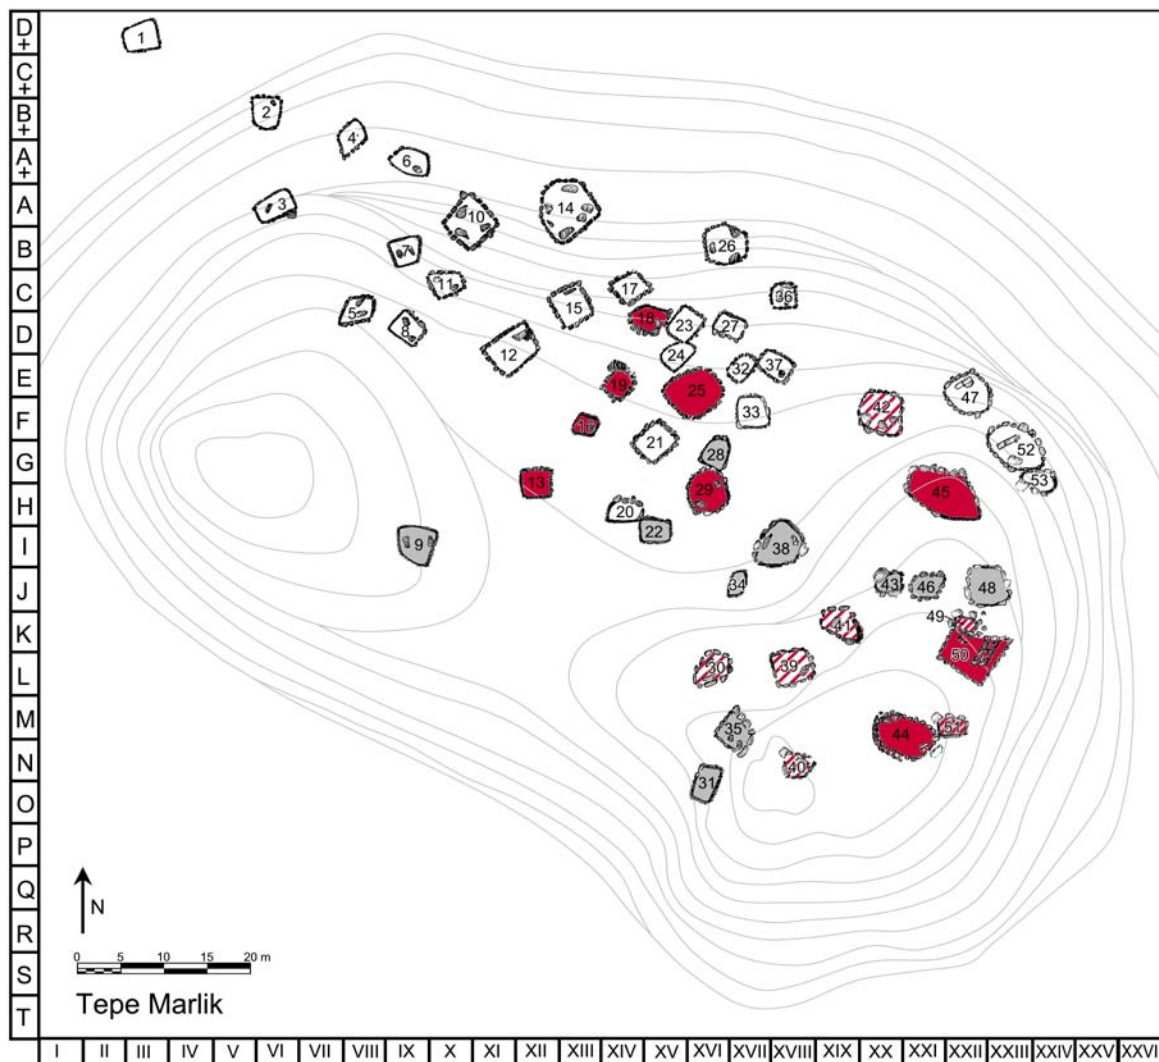 D
+
1
C
+
B
+
2
4
A
+
6
A
3
10
14
B
7
26
C
11
17
36
15
5
D
8
18
23
27
12
24
E
32
37
19
25
47
F
16
33
42
21
G
28
52
13
29
45
53
H
20
22
I
9
38
J
34
43
46
48
K
41
49
L
30
39
50
M
35
44
51
N
40
O
31
P
Q
N
R
0 5 10 15 20 m
S
Tepe Marlik
T
I II III IV V VI VII VIII IX X XI XII XIII XIV XV XVI XVII XVIII XIX XX XXI XXII XXIII XXIV XXV XXVI